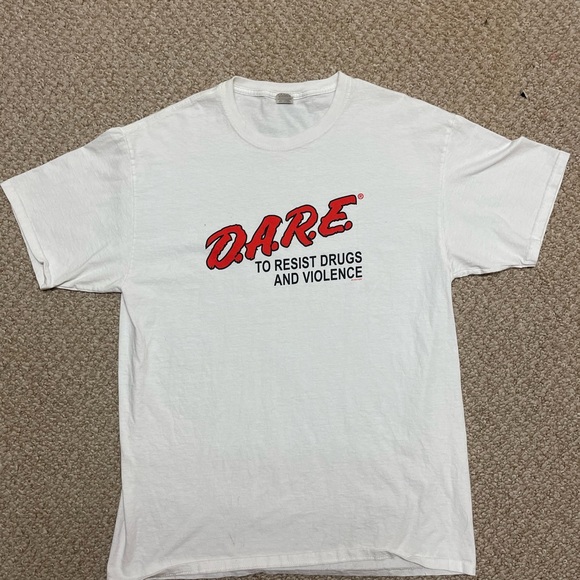 D.A.R.E.®
TO RESIST DRUGS
AND VIOLENCE